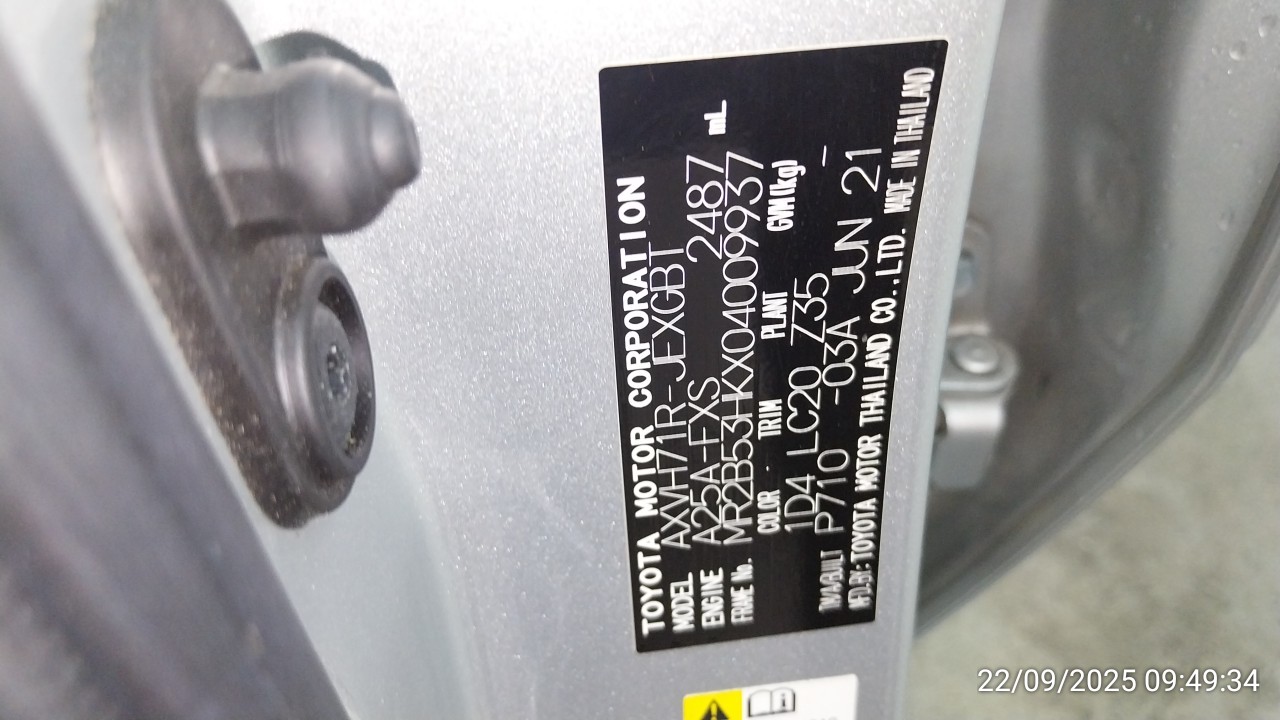 TOYOTA MOTOR CORPORATION
MODEL AXVH71R-JEXGBT
ENGINE A25A-FXS 2487 mL
FRAME No. MR2B53HKX04009937
COLOR TRIM PLANT GVM(kg)
1D4 LC20 Z35 -
P710 -03A JUN 21
MFD.BY:TOYOTA MOTOR THAILAND CO.,LTD. MADE IN THAILAND
22/09/2025 09:49:34